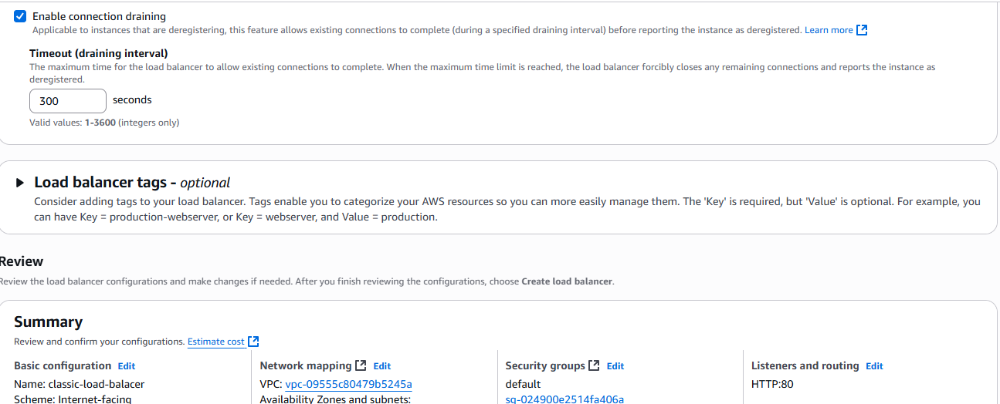 Enable connection draining
Applicable to instances that are deregistering, this feature allows existing connections to complete (during a specified draining interval) before reporting the instance as deregistered. Learn more
Timeout (draining interval)
The maximum time for the load balancer to allow existing connections to complete. When the maximum time limit is reached, the load balancer forcibly closes any remaining connections and reports the instance as
deregistered.
300 seconds
Valid values: 1-3600 (integers only)
Load balancer tags - optional
Consider adding tags to your load balancer. Tags enable you to categorize your AWS resources so you can more easily manage them. The 'Key' is required, but 'Value' is optional. For example, you
can have Key = production-webserver, or Key = webserver, and Value = production.
Review
Review the load balancer configurations and make changes if needed. After you finish reviewing the configurations, choose Create load balancer.
Summary
Review and confirm your configurations. Estimate cost
Basic configuration Edit
Name: classic-load-balacer
Scheme: Internet-facing
Network mapping Edit
VPC: vpc-09555c80479b5245a
Availability Zones and subnets:
Security groups Edit
default
sg-024900e2514fa406a
Listeners and routing Edit
HTTP:80